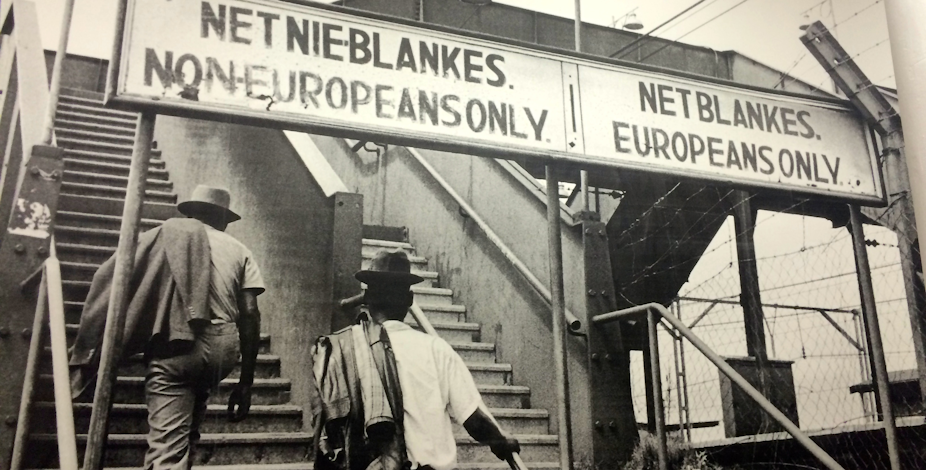 NET NIE-BLANKES.
NON-EUROPEANS ONLY.
NET BLANKES.
EUROPEANS ONLY.